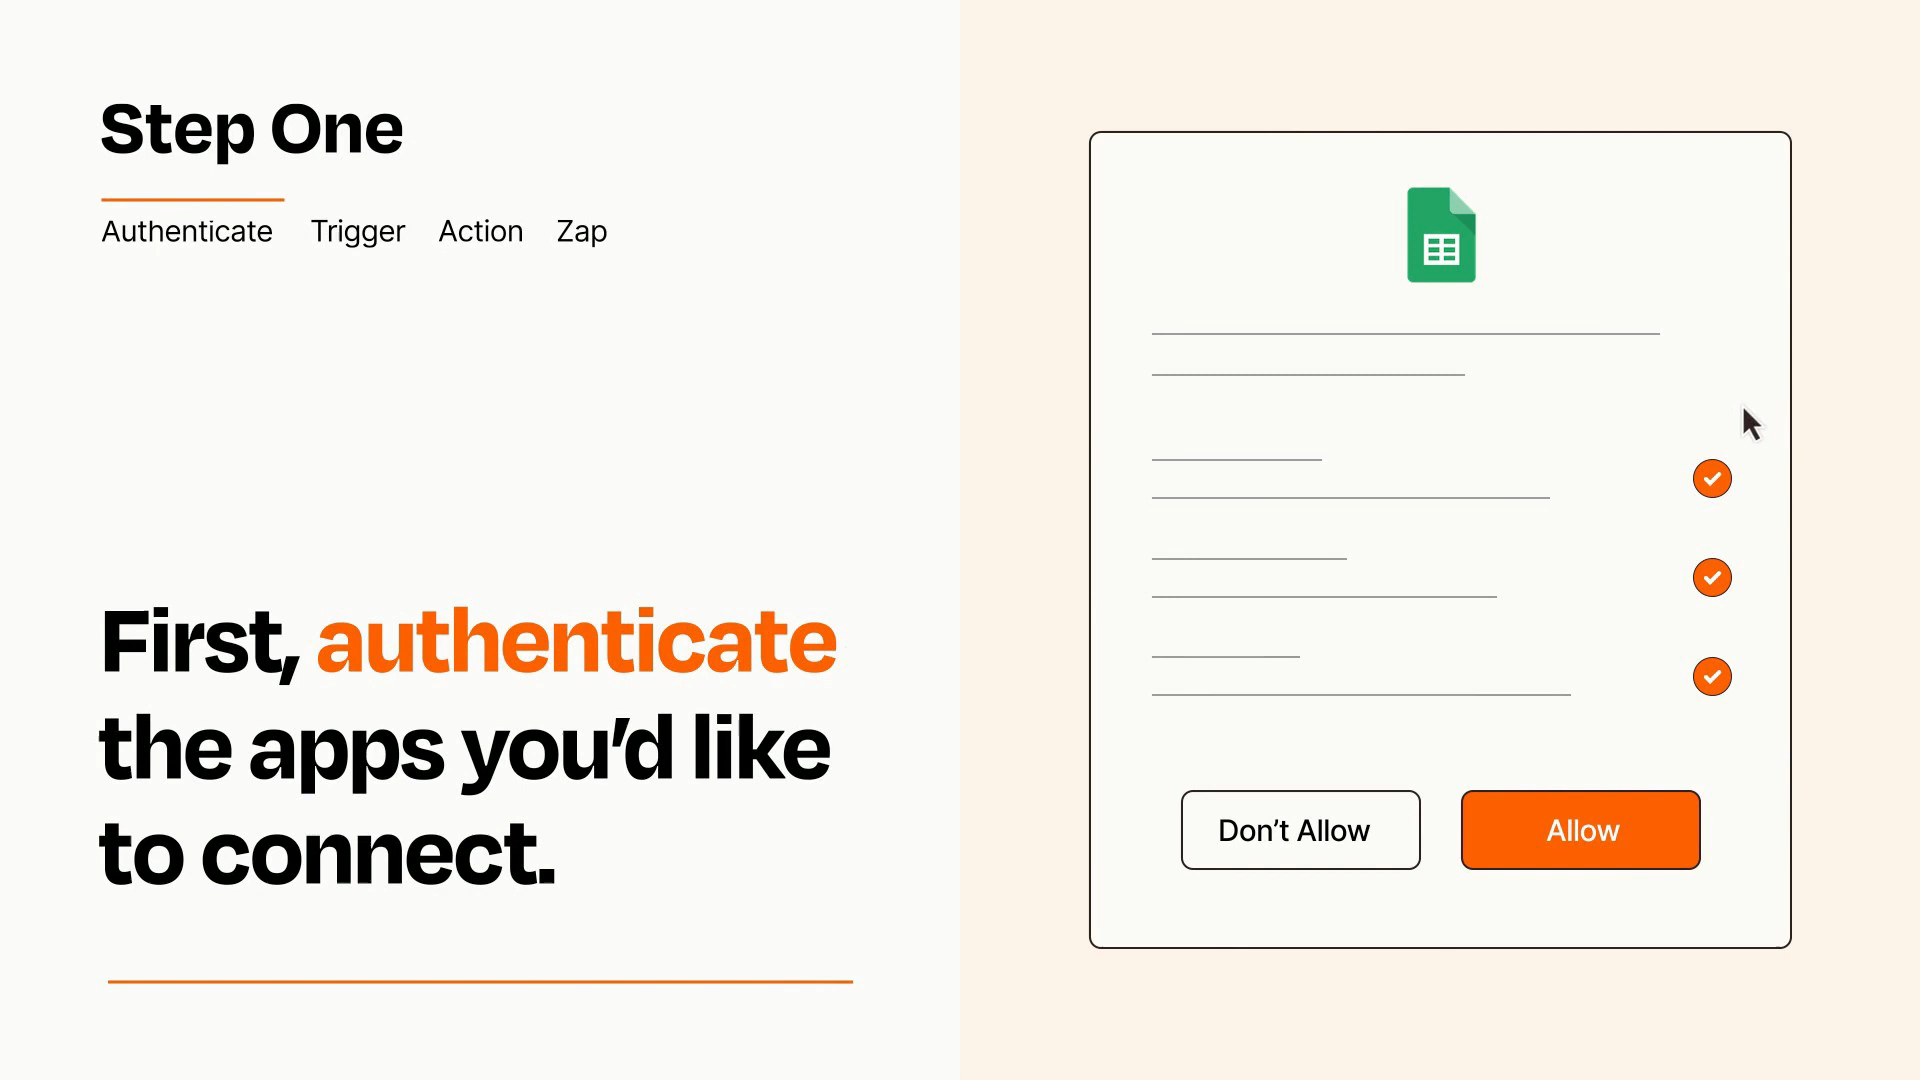 Step One
Authenticate Trigger Action Zap
First, authenticate
the apps you’d like
to connect.
Don’t Allow
Allow